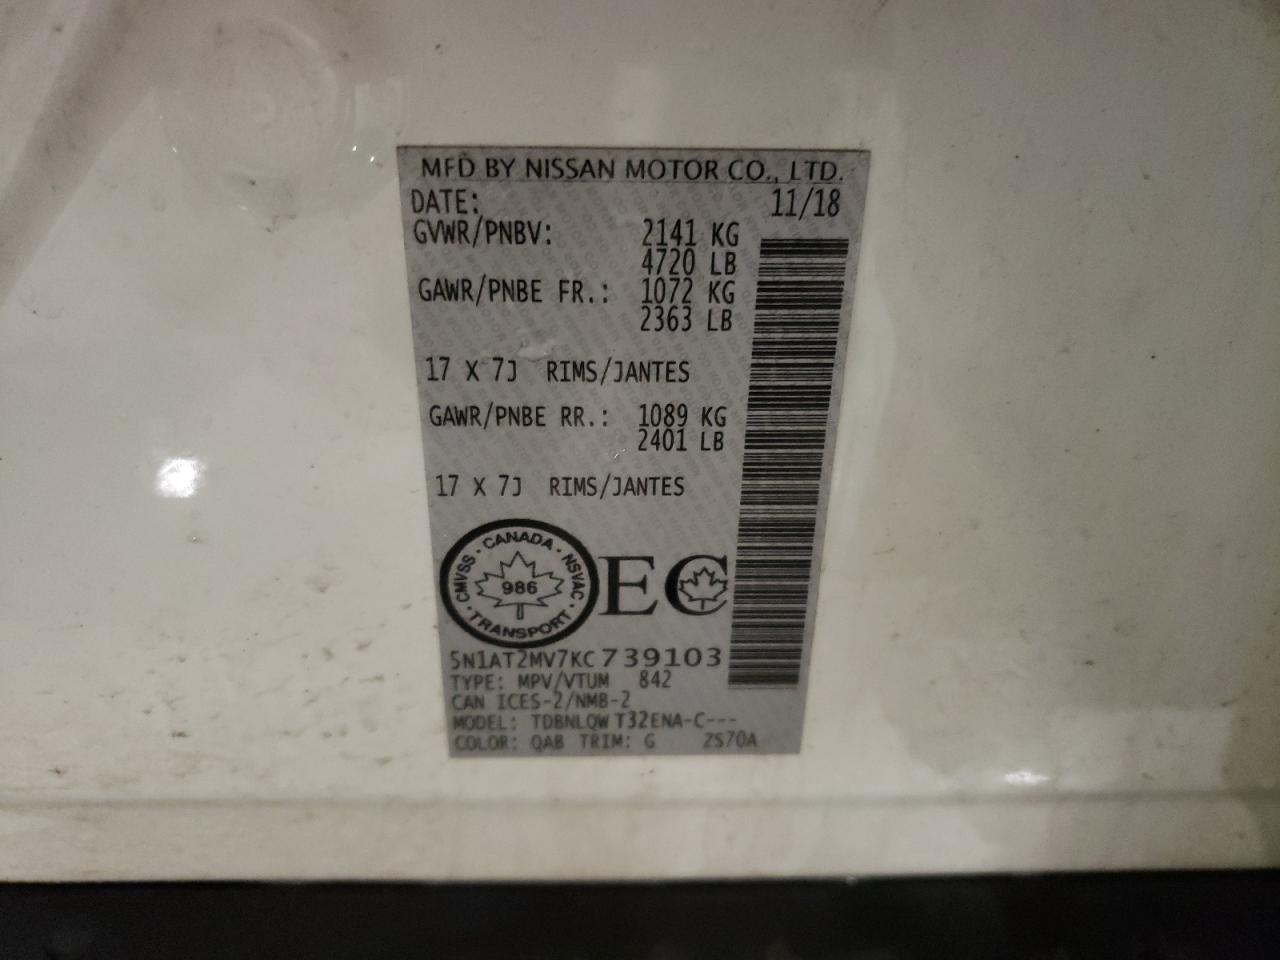 MFD BY NISSAN MOTOR CO., LTD.
DATE: 11/18
GVWR/PNBV: 2141 KG
4720 LB
GAWR/PNBE FR.: 1072 KG
2363 LB
17 X 7J RIMS/JANTES
GAWR/PNBE RR.: 1089 KG
2401 LB
17 X 7J RIMS/JANTES
CMVSS · CANADA · NSVAC · TRANSPORT ·
986
EC
5N1AT2MV7KC739103
TYPE: MPV/VTUM 842
CAN ICES-2/NMB-2
MODEL: TDBNLQW T32ENA-C---
COLOR: QAB TRIM: G 2S70A